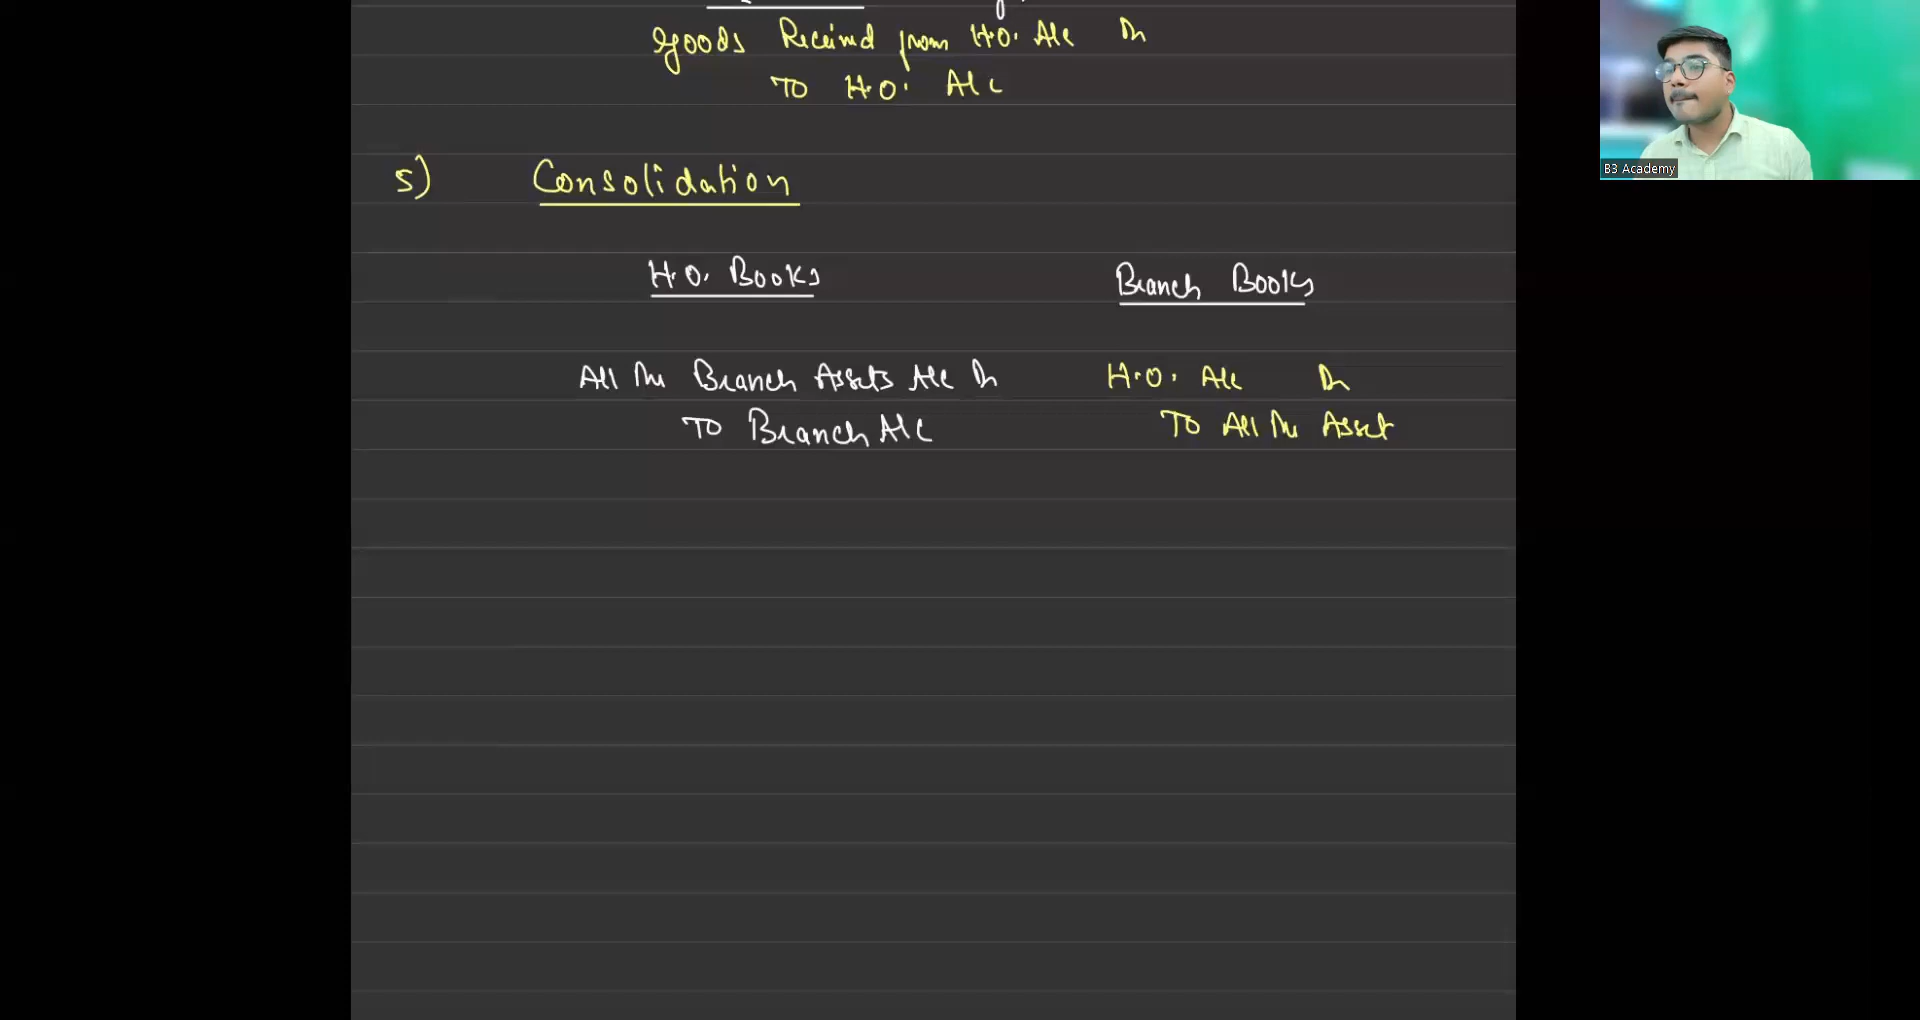 Goods Received from H.O. A/c Dr
To H.O. A/c
5) Consolidation
H.O. Books
Branch Books
All the Branch Assets A/c Dr
To Branch A/c
H.O. A/c Dr
To All the Asset
B3 Academy